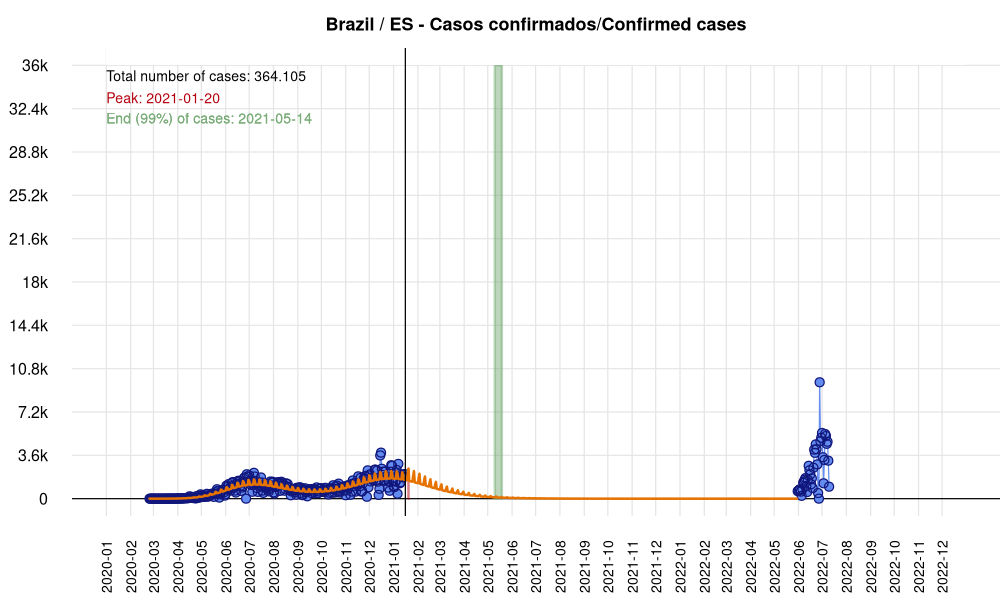 Brazil / ES - Casos confirmados/Confirmed cases
Total number of cases: 364.105
Peak: 2021-01-20
End (99%) of cases: 2021-05-14
36k
32.4k
28.8k
25.2k
21.6k
18k
14.4k
10.8k
7.2k
3.6k
0
2020-01
2020-02
2020-03
2020-04
2020-05
2020-06
2020-07
2020-08
2020-09
2020-10
2020-11
2020-12
2021-01
2021-02
2021-03
2021-04
2021-05
2021-06
2021-07
2021-08
2021-09
2021-10
2021-11
2021-12
2022-01
2022-02
2022-03
2022-04
2022-05
2022-06
2022-07
2022-08
2022-09
2022-10
2022-11
2022-12